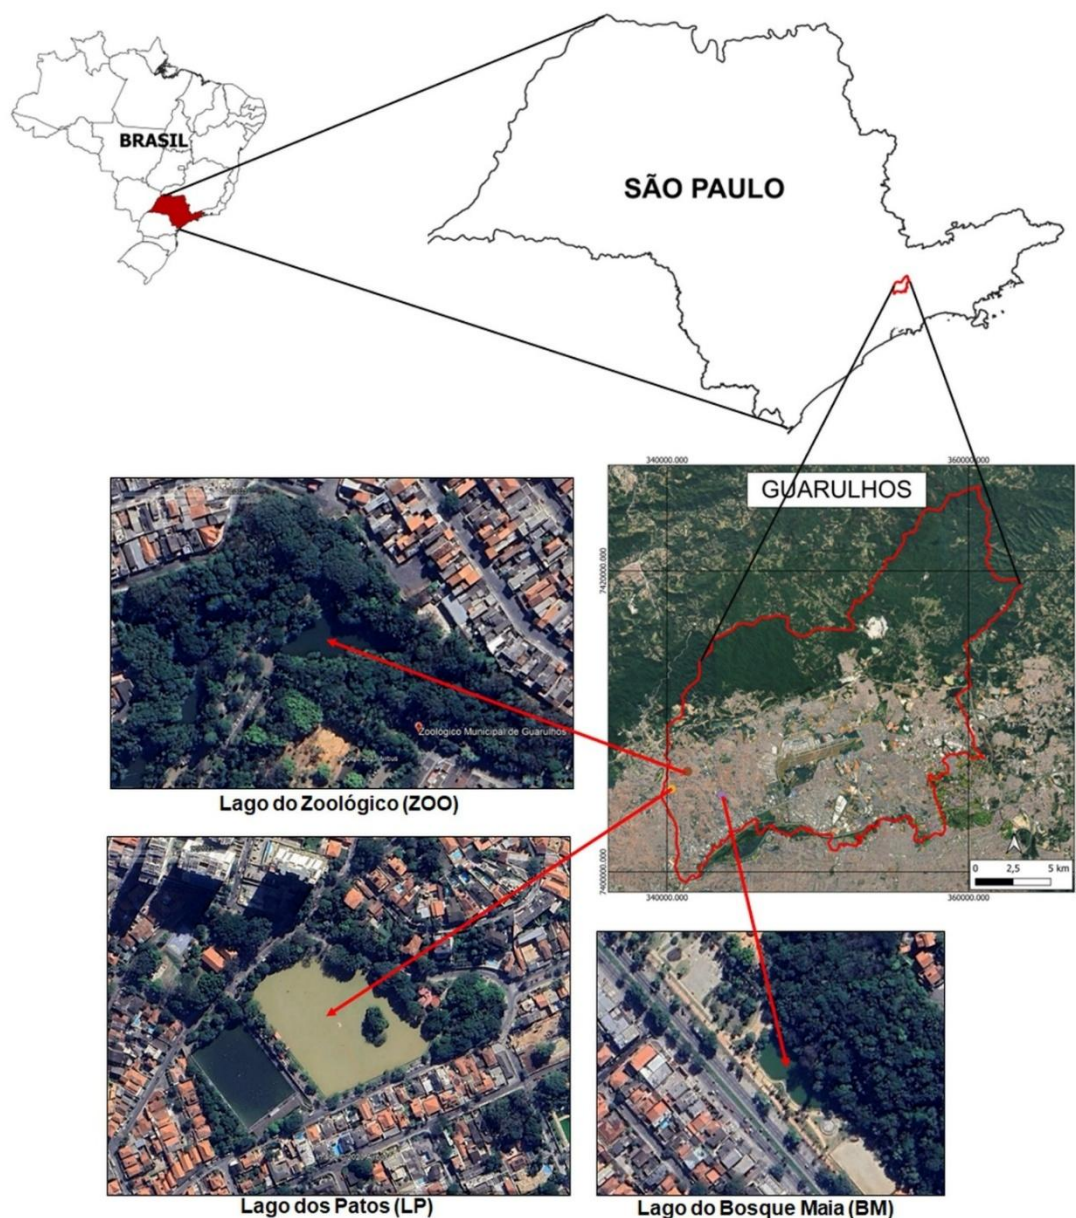 BRASIL
SÃO PAULO
340000.000
360000.000
GUARULHOS
7420000.000
7400000.000
0
2,5
5 km
340000.000
360000.000
Zoológico Municipal de Guarulhos
Lago do Zoológico (ZOO)
Lago dos Patos (LP)
Lago do Bosque Maia (BM)